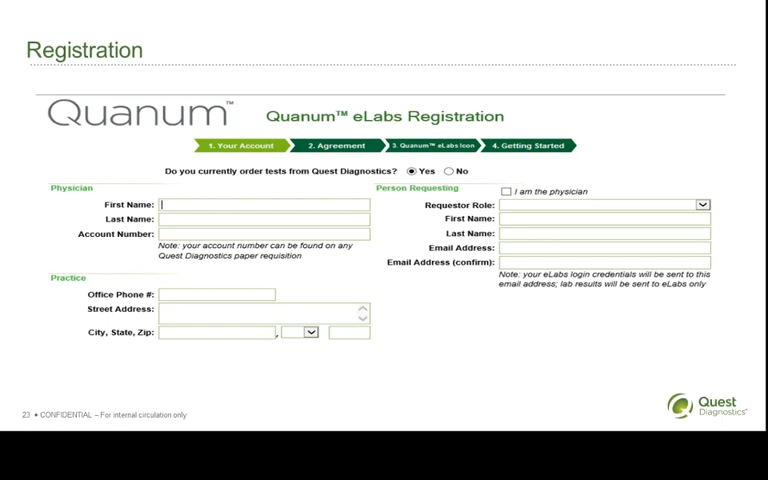 Registration
Quanum™
Quanum™ eLabs Registration
1. Your Account
2. Agreement
3. Quanum™ eLabs Icon
4. Getting Started
Do you currently order tests from Quest Diagnostics? Yes No
Physician
First Name:
Last Name:
Account Number:
Note: your account number can be found on any
Quest Diagnostics paper requisition
Person Requesting
I am the physician
Requestor Role:
First Name:
Last Name:
Email Address:
Email Address (confirm):
Note: your eLabs login credentials will be sent to this
email address; lab results will be sent to eLabs only
Practice
Office Phone #:
Street Address:
City, State, Zip:
,
23 • CONFIDENTIAL – For internal circulation only
Quest
Diagnostics®